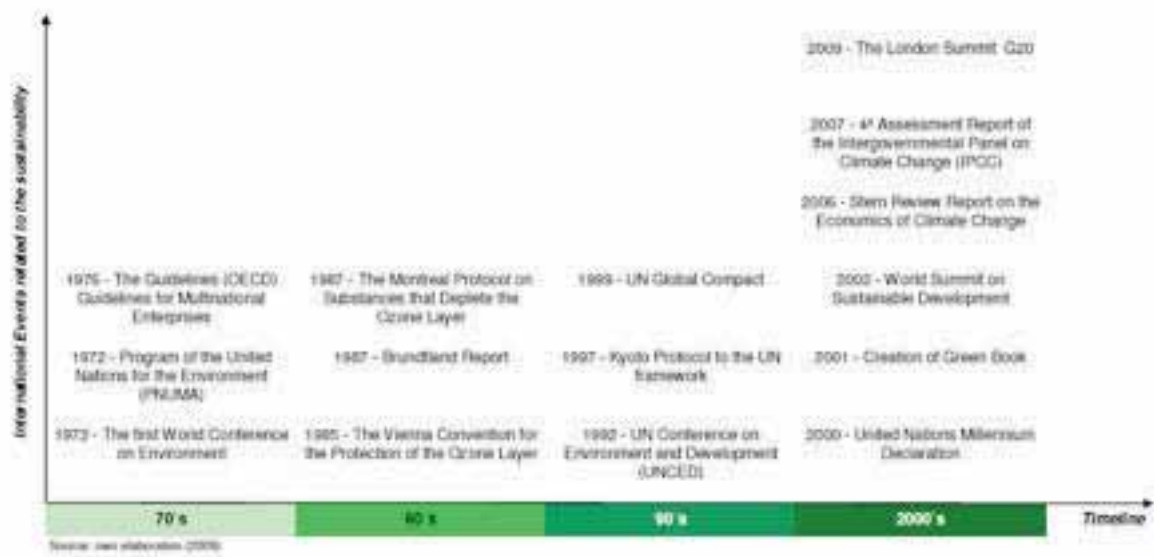 International Events related to the sustainability
2009 - The London Summit G20
2007 - 4ª Assessment Report of
the Intergovernmental Panel on
Climate Change (IPCC)
2006 - Stern Review Report on the
Economics of Climate Change
1976 - The Guidelines (OECD)
Guidelines for Multinational
Enterprises
1987 - The Montreal Protocol on
Substances that Deplete the
Ozone Layer
1999 - UN Global Compact
2002 - World Summit on
Sustainable Development
1972 - Program of the United
Nations for the Environment
(PNUMA)
1987 - Brundtland Report
1997 - Kyoto Protocol to the UN
framework
2001 - Creation of Green Book
1972 - The first World Conference
on Environment
1985 - The Vienna Convention for
the Protection of the Ozone Layer
1992 - UN Conference on
Environment and Development
(UNCED)
2000 - United Nations Millennium
Declaration
70´s
80´s
90´s
2000´s
Timeline
Source: own elaboration (2009)